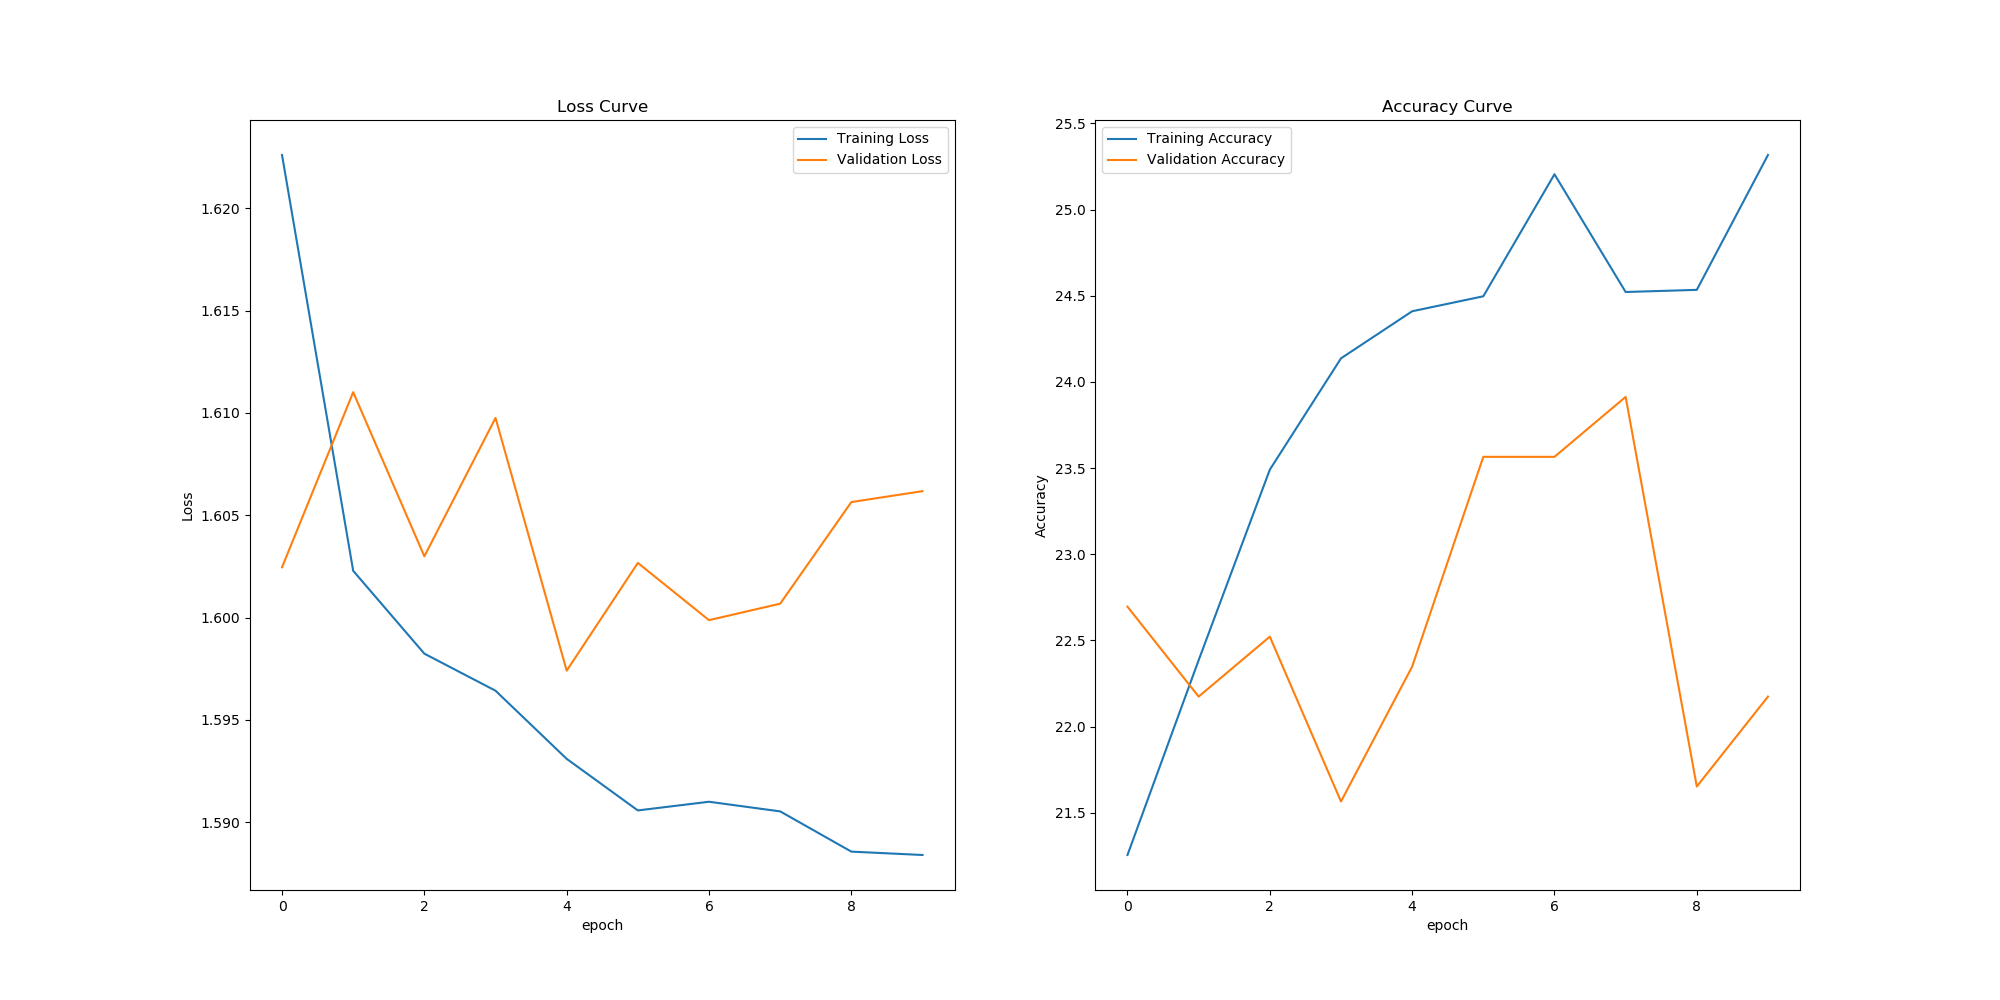 Loss Curve
Training Loss
Validation Loss
1.620
1.615
1.610
1.605
1.600
1.595
1.590
Loss
0 2 4 6 8
epoch
Accuracy Curve
Training Accuracy
Validation Accuracy
25.5
25.0
24.5
24.0
23.5
23.0
22.5
22.0
21.5
Accuracy
0 2 4 6 8
epoch